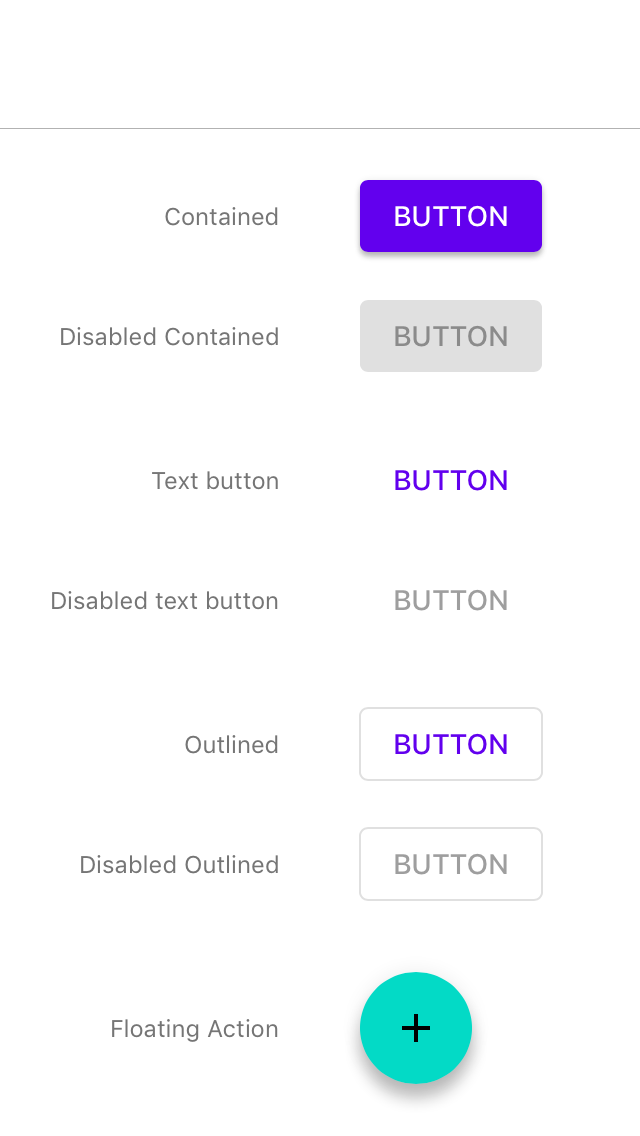 Contained BUTTON
Disabled Contained BUTTON
Text button BUTTON
Disabled text button BUTTON
Outlined BUTTON
Disabled Outlined BUTTON
Floating Action +